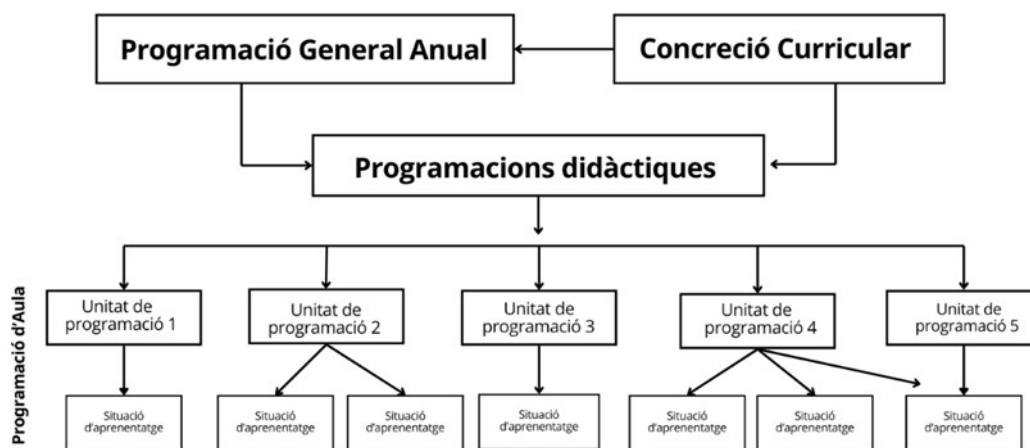 Programació General Anual
Concreció Curricular
Programacions didàctiques
Programació d'Aula
Unitat de
programació 1
Unitat de
programació 2
Unitat de
programació 3
Unitat de
programació 4
Unitat de
programació 5
Situació
d'aprenentatge
Situació
d'aprenentatge
Situació
d'aprenentatge
Situació
d'aprenentatge
Situació
d'aprenentatge
Situació
d'aprenentatge
Situació
d'aprenentatge